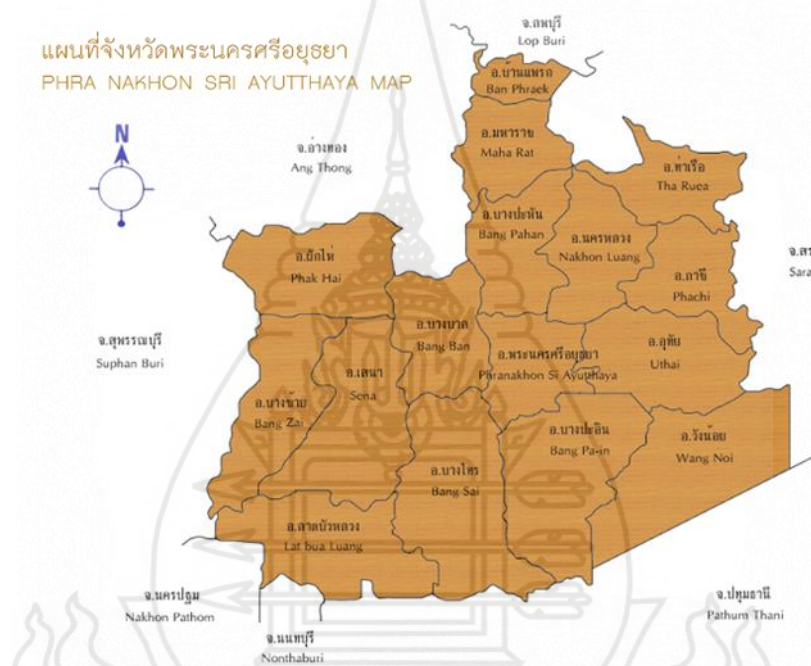 แผนที่จังหวัดพระนครศรีอยุธยา
PHRA NAKHON SRI AYUTTHAYA MAP
N
จ.ลพบุรี
Lop Buri
อ.บ้านแพรก
Ban Phraek
อ.มหาราช
Maha Rat
จ.อ่างทอง
Ang Thong
อ.ท่าเรือ
Tha Ruea
อ.บางปะหัน
Bang Pahan
อ.นครหลวง
Nakhon Luang
อ.ผักไห่
Phak Hai
อ.ภาชี
Phachi
จ.สร
Sara
จ.สุพรรณบุรี
Suphan Buri
อ.บางบาล
Bang Ban
อ.พระนครศรีอยุธยา
Phranakhon Si Ayutthaya
อ.อุทัย
Uthai
อ.เสนา
Sena
อ.บางซ้าย
Bang Zai
อ.บางไทร
Bang Sai
อ.บางปะอิน
Bang Pa-in
อ.วังน้อย
Wang Noi
อ.ลาดบัวหลวง
Lat bua Luang
จ.นครปฐม
Nakhon Pathom
จ.นนทบุรี
Nonthaburi
จ.ปทุมธานี
Pathum Thani